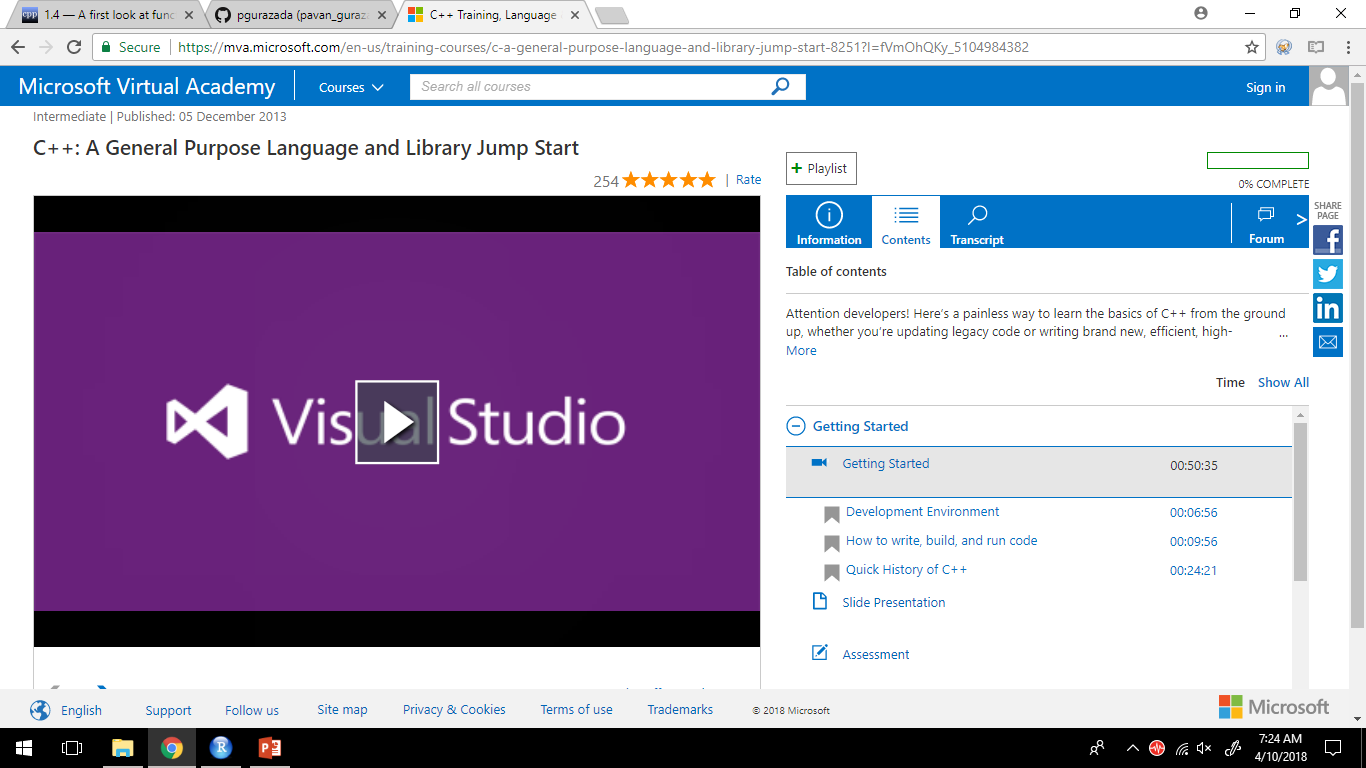 1.4 — A first look at func
pgurazada (pavan_guraz
C++ Training, Language
Secure
https://mva.microsoft.com/en-us/training-courses/c-a-general-purpose-language-and-library-jump-start-8251?l=fVmOhQKy_5104984382
Microsoft Virtual Academy
Courses
Search all courses
Sign in
Intermediate | Published: 05 December 2013
C++: A General Purpose Language and Library Jump Start
254
| Rate
+ Playlist
0% COMPLETE
Information
Contents
Transcript
Forum
>
SHARE
PAGE
Table of contents
Attention developers! Here's a painless way to learn the basics of C++ from the ground
up, whether you're updating legacy code or writing brand new, efficient, high-
...
More
Time
Show All
Visual Studio
Getting Started
Getting Started 00:50:35
Development Environment 00:06:56
How to write, build, and run code 00:09:56
Quick History of C++ 00:24:21
Slide Presentation
Assessment
English
Support
Follow us
Site map
Privacy & Cookies
Terms of use
Trademarks
© 2018 Microsoft
Microsoft
7:24 AM
4/10/2018